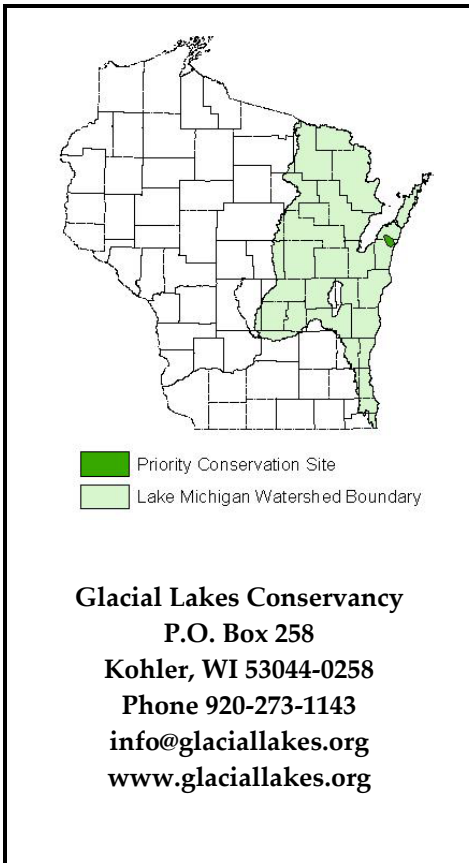 Priority Conservation Site
Lake Michigan Watershed Boundary
Glacial Lakes Conservancy
P.O. Box 258
Kohler, WI 53044-0258
Phone 920-273-1143
info@glaciallakes.org
www.glaciallakes.org